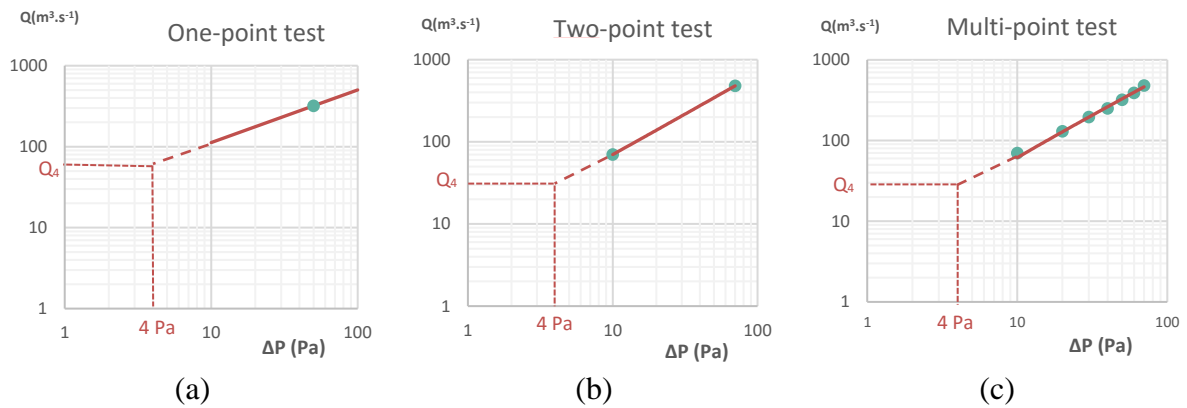 Q(m³.s⁻¹)
One-point test
1000
100
Q₄
10
1
1
4 Pa
10
100
ΔP (Pa)
(a)
Q(m³.s⁻¹)
Two-point test
1000
100
Q₄
10
1
1
4 Pa
10
100
ΔP (Pa)
(b)
Q(m³.s⁻¹)
Multi-point test
1000
100
Q₄
10
1
1
4 Pa
10
100
ΔP (Pa)
(c)